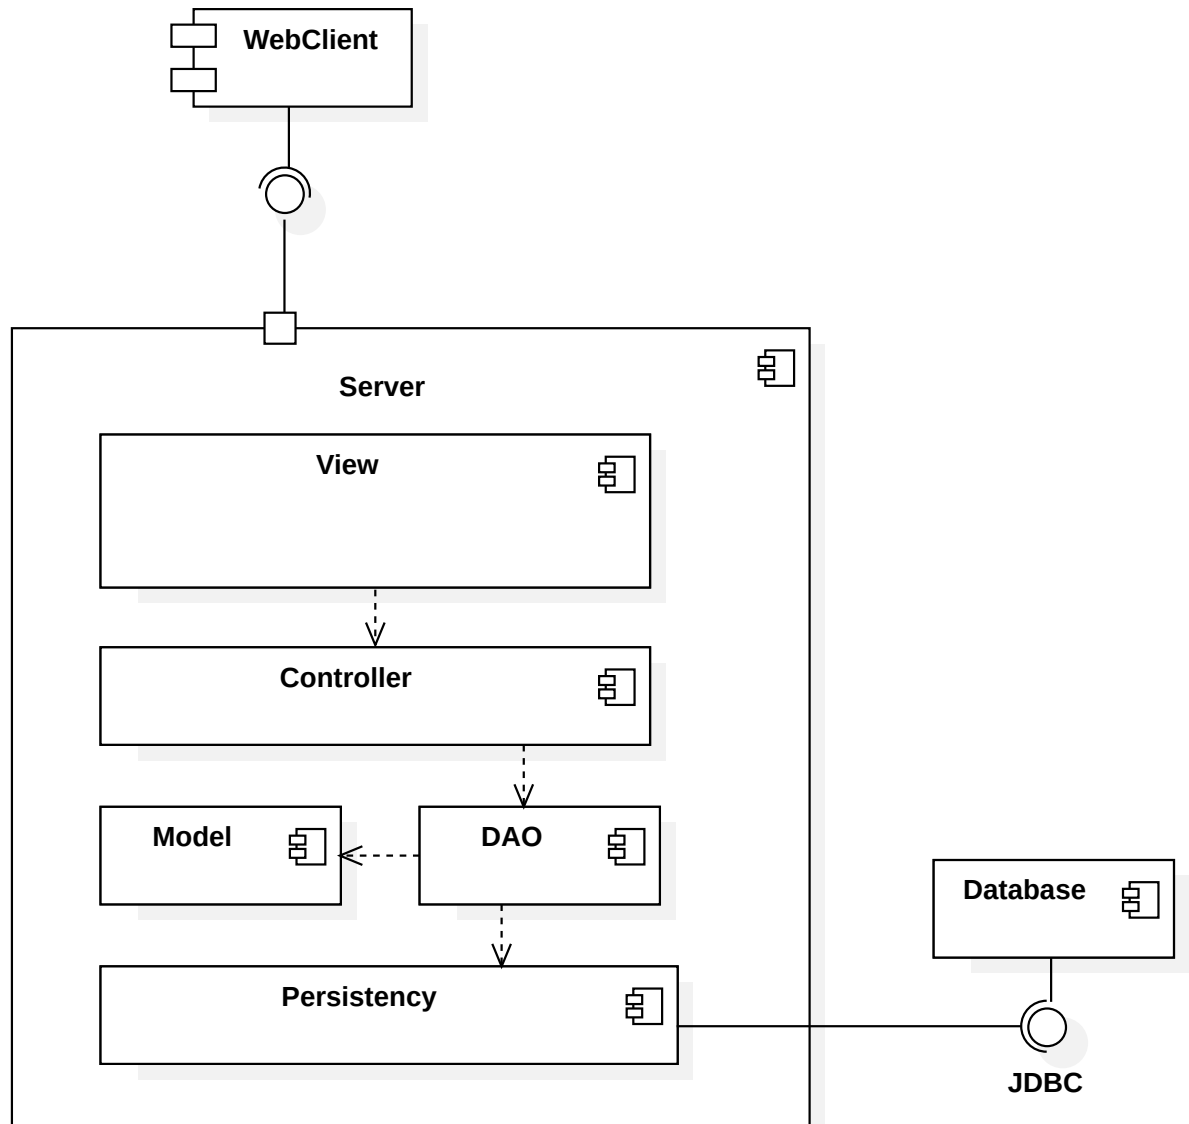 WebClient
Server
View
Controller
Model
DAO
Database
Persistency
JDBC